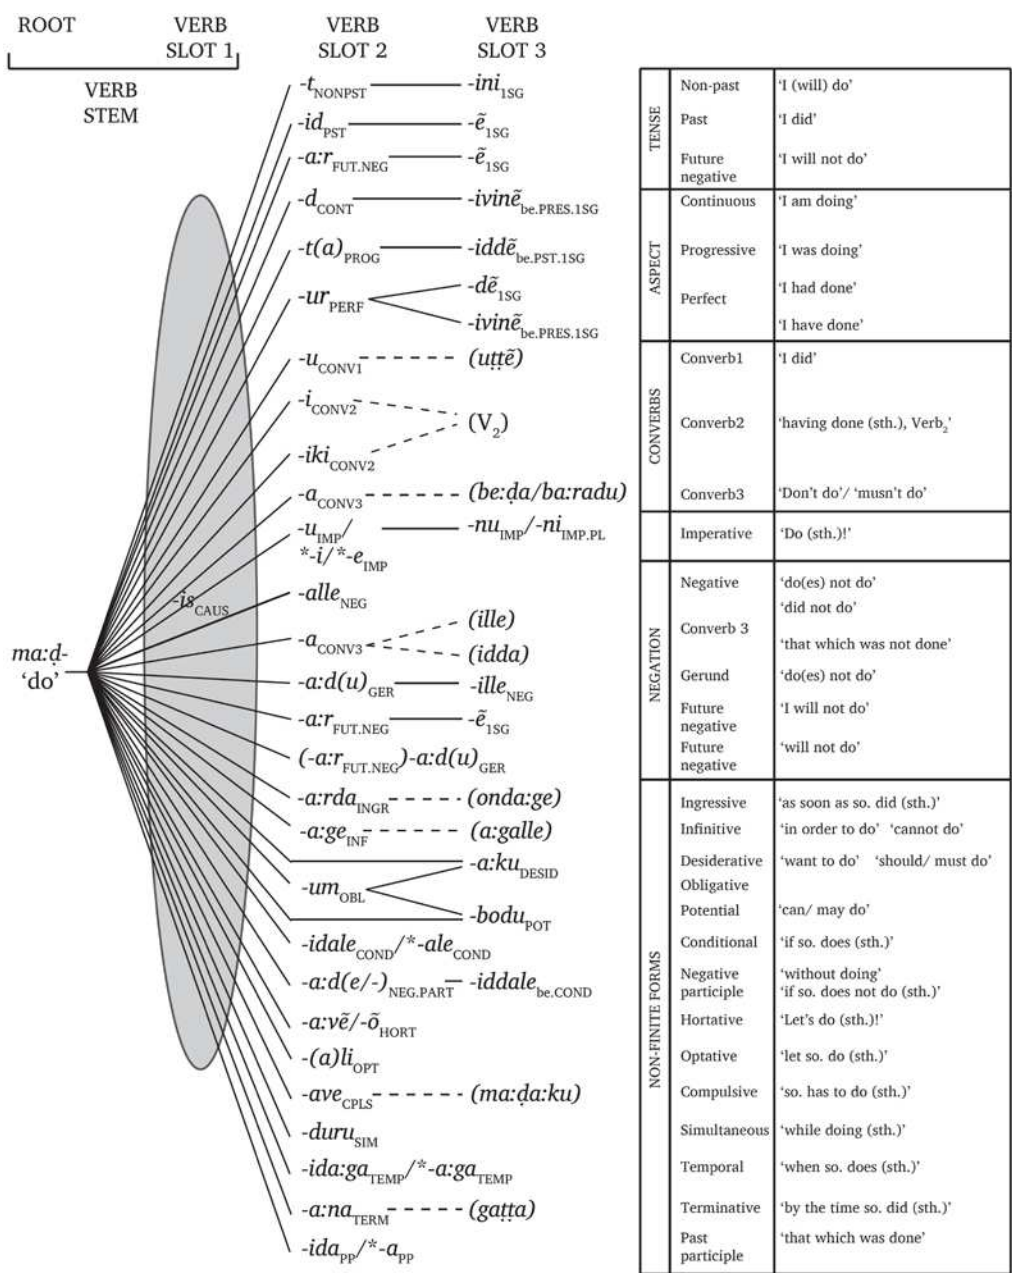 ROOT VERB VERB VERB
SLOT 1 SLOT 2 SLOT 3
VERB
STEM
-t NONPST -ini 1SG
-id PST -ẽ 1SG
-a:r FUT.NEG -ẽ 1SG
-d CONT -ivinẽ be.PRES.1SG
-t(a) PROG -iddẽ be.PST.1SG
-ur PERF -dẽ 1SG
-ivinẽ be.PRES.1SG
-u CONV1 (uṭṭẽ)
-i CONV2
(V2)
-iki CONV2
-a CONV3 (be:ḍa/ba:radu)
-u IMP/ -nu IMP/-ni IMP.PL
*-i/*-e IMP
-is CAUS
-alle NEG
(ille)
-a CONV3
(idda)
ma:ḍ-
'do'
-a:d(u) GER -ille NEG
-a:r FUT.NEG -ẽ 1SG
(-a:r FUT.NEG)-a:d(u) GER
-a:rda INGR (onda:ge)
-a:ge INF (a:galle)
-a:ku DESID
-um OBL
-bodu POT
-idale COND/*-ale COND
-a:d(e/-) NEG.PART -iddale be.COND
-a:vẽ/-õ HORT
-(a)li OPT
-ave CPLS (ma:ḍa:ku)
-duru SIM
-ida:ga TEMP/*-a:ga TEMP
-a:na TERM (gaṭṭa)
-ida PP/*-a PP
TENSE
Non-past 'I (will) do'
Past 'I did'
Future 'I will not do'
negative
ASPECT
Continuous 'I am doing'
Progressive 'I was doing'
'I had done'
Perfect
'I have done'
CONVERBS
Converb1 'I did'
Converb2 'having done (sth.), Verb2'
Converb3 'Don't do'/ 'musn't do'
Imperative 'Do (sth.)!'
NEGATION
Negative 'do(es) not do'
'did not do'
Converb 3
'that which was not done'
Gerund 'do(es) not do'
Future 'I will not do'
negative
Future 'will not do'
negative
NON-FINITE FORMS
Ingressive 'as soon as so. did (sth.)'
Infinitive 'in order to do' 'cannot do'
Desiderative 'want to do' 'should/ must do'
Obligative
Potential 'can/ may do'
Conditional 'if so. does (sth.)'
Negative 'without doing'
participle 'if so. does not do (sth.)'
Hortative 'Let's do (sth.)!'
Optative 'let so. do (sth.)'
Compulsive 'so. has to do (sth.)'
Simultaneous 'while doing (sth.)'
Temporal 'when so. does (sth.)'
Terminative 'by the time so. did (sth.)'
Past 'that which was done'
participle